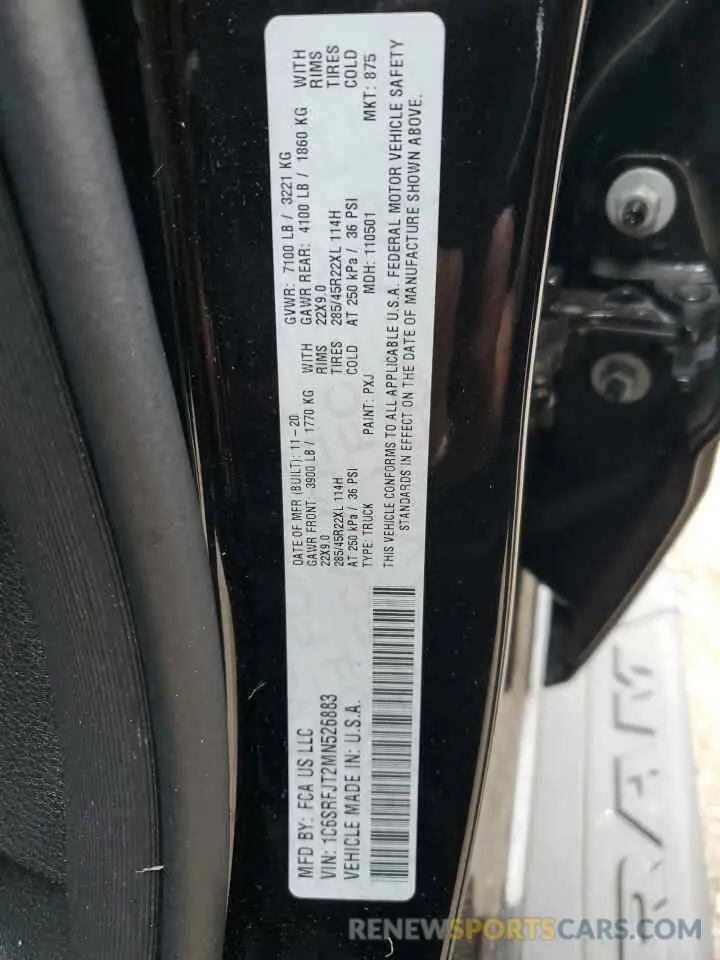 MFD BY: FCA US LLC
DATE OF MFR (BUILT): 11-20
GVWR: 7100 LB / 3221 KG
GAWR FRONT: 3900 LB / 1770 KG WITH
GAWR REAR: 4100 LB / 1860 KG WITH
22X9.0 RIMS
22X9.0 RIMS
285/45R22XL 114H TIRES
285/45R22XL 114H TIRES
AT 250 kPa / 36 PSI COLD
AT 250 kPa / 36 PSI COLD
VIN: 1C6SRFJT2MN526883
TYPE: TRUCK
PAINT: PXJ
MDH: 110501
MKT: 875
VEHICLE MADE IN: U.S.A.
THIS VEHICLE CONFORMS TO ALL APPLICABLE U.S.A. FEDERAL MOTOR VEHICLE SAFETY
STANDARDS IN EFFECT ON THE DATE OF MANUFACTURE SHOWN ABOVE.
RAM
RENEWSPORTCARS.COM